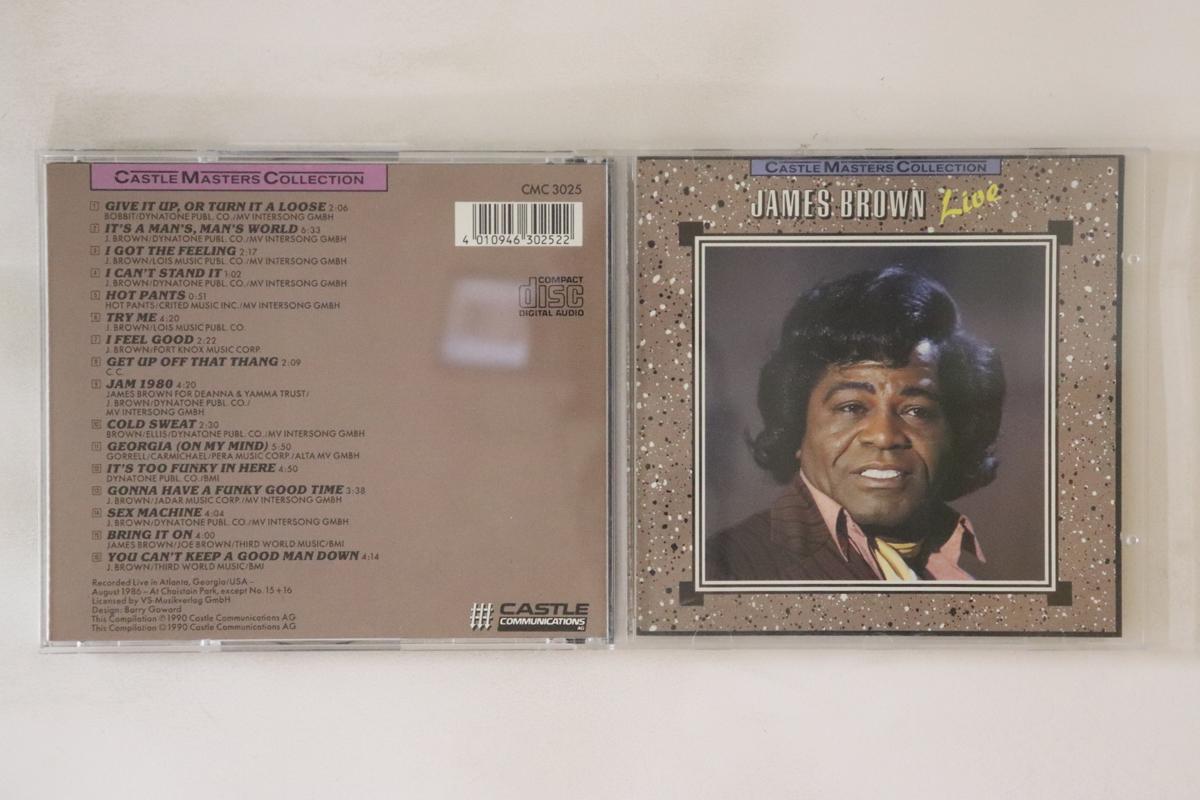 CASTLE MASTERS COLLECTION
CMC 3025
1 GIVE IT UP, OR TURN IT A LOOSE 2:06
BOBBIT/DYNATONE PUBL. CO./MV INTERSONG GMBH
2 IT'S A MAN'S, MAN'S WORLD 6:33
J. BROWN/DYNATONE PUBL. CO./MV INTERSONG GMBH
3 I GOT THE FEELING 2:17
J. BROWN/LOIS MUSIC PUBL. CO./MV INTERSONG GMBH
4 I CAN'T STAND IT 1:02
J. BROWN/DYNATONE PUBL. CO./MV INTERSONG GMBH
5 HOT PANTS 0:51
HOT PANTS/CRITED MUSIC INC./MV INTERSONG GMBH
6 TRY ME 4:20
J. BROWN/LOIS MUSIC PUBL. CO.
7 I FEEL GOOD 2:22
J. BROWN/FORT KNOX MUSIC CORP.
8 GET UP OFF THAT THANG 2:09
C.C.
9 JAM 1980 4:20
JAMES BROWN FOR DEANNA & YAMMA TRUST/
J. BROWN/DYNATONE PUBL. CO./
MV INTERSONG GMBH
10 COLD SWEAT 2:30
BROWN/ELLIS/DYNATONE PUBL. CO./MV INTERSONG GMBH
11 GEORGIA (ON MY MIND) 5:50
GORRELL/CARMICHAEL/PERA MUSIC CORP./ALTA MV GMBH
12 IT'S TOO FUNKY IN HERE 4:50
DYNATONE PUBL. CO./BMI
13 GONNA HAVE A FUNKY GOOD TIME 3:38
J. BROWN/JADAR MUSIC CORP./MV INTERSONG GMBH
14 SEX MACHINE 4:04
J. BROWN/DYNATONE PUBL. CO./MV INTERSONG GMBH
15 BRING IT ON 4:00
JAMES BROWN/JOE BROWN/THIRD WORLD MUSIC/BMI
16 YOU CAN'T KEEP A GOOD MAN DOWN 4:14
J. BROWN/THIRD WORLD MUSIC/BMI
Recorded Live in Atlanta, Georgia/USA –
August 1986 – At Chaistain Park, except No. 15 + 16
Licensed by VS-Musikverlag GmbH
Design: Barry Goward
This Compilation ℗ 1990 Castle Communications AG
This Compilation © 1990 Castle Communications AG
4 010946 302522
COMPACT
disc
DIGITAL AUDIO
CASTLE
COMMUNICATIONS
AG
CASTLE MASTERS COLLECTION
JAMES BROWN Live